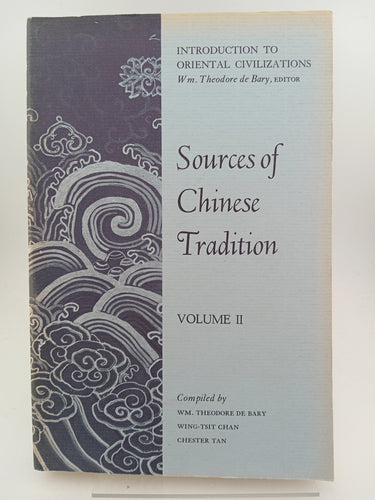 INTRODUCTION TO
ORIENTAL CIVILIZATIONS
Wm. Theodore de Bary, EDITOR
Sources of
Chinese
Tradition
VOLUME II
Compiled by
WM. THEODORE DE BARY
WING-TSIT CHAN
CHESTER TAN